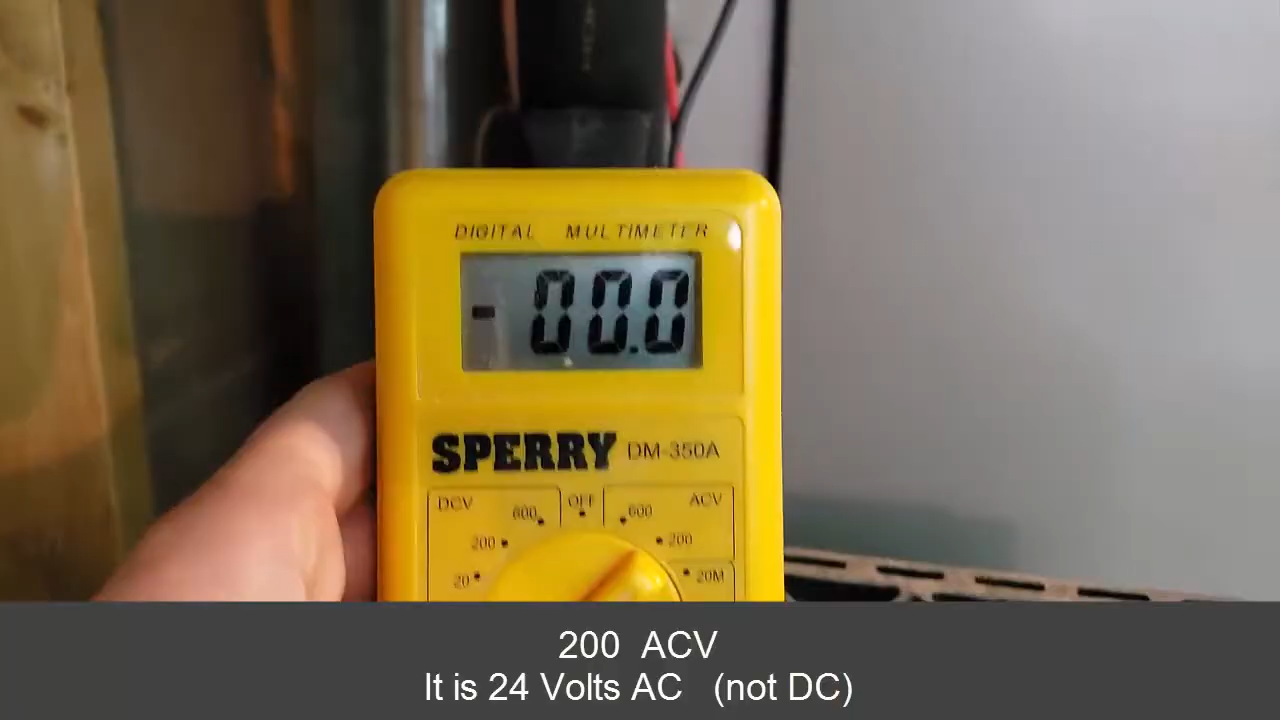 DIGITAL MULTIMETER
- 00.0
SPERRY DM-350A
DCV 600 OFF 600 ACV
200 200
20 20M
200 ACV
It is 24 Volts AC (not DC)